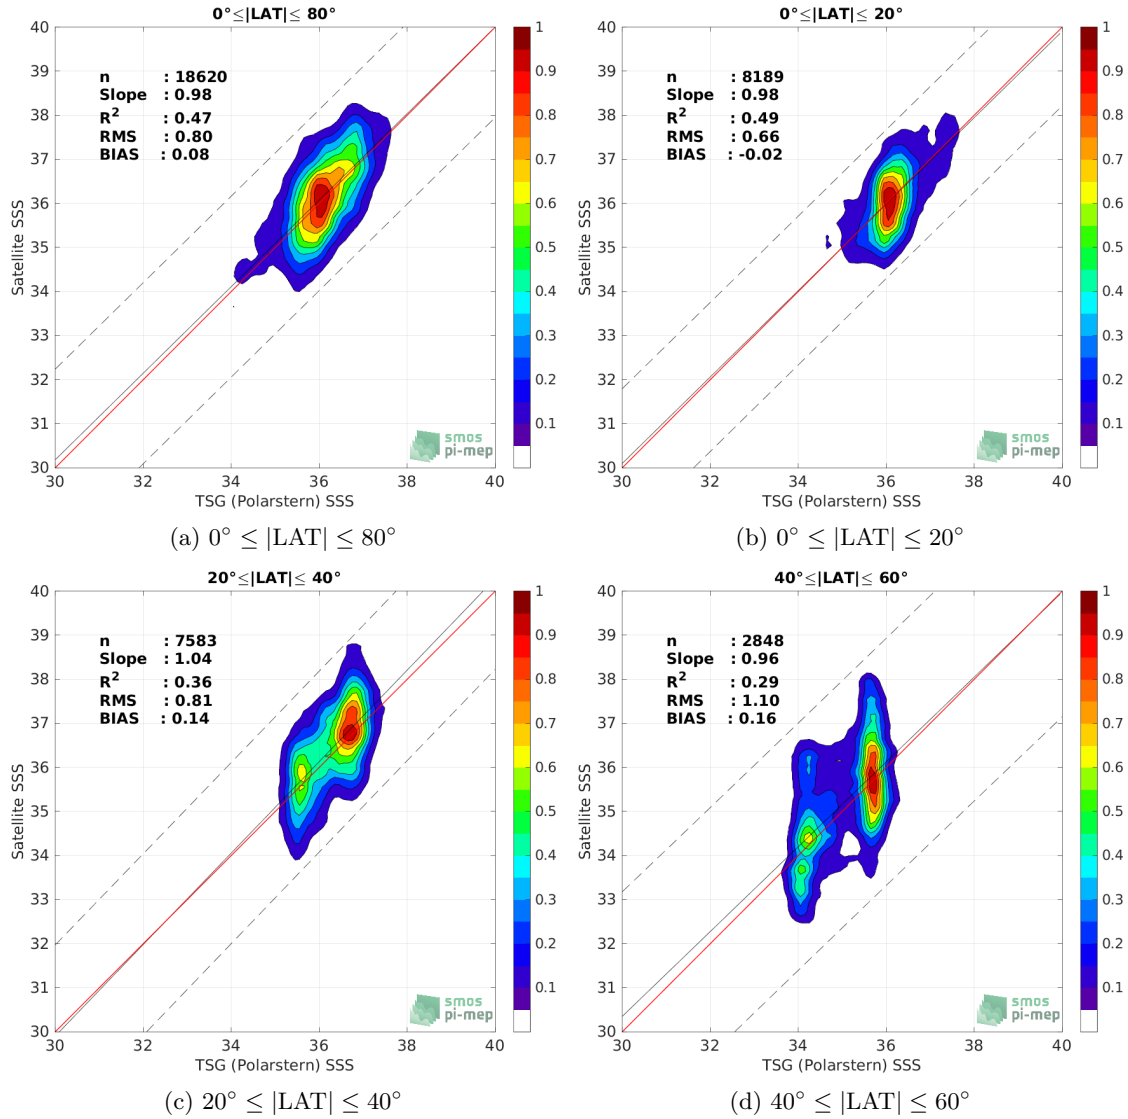 0°≤|LAT|≤ 80°
n : 18620
Slope : 0.98
R² : 0.47
RMS : 0.80
BIAS : 0.08
Satellite SSS
40
39
38
37
36
35
34
33
32
31
30
30 32 34 36 38 40
TSG (Polarstern) SSS
smos
pi-mep
1
0.9
0.8
0.7
0.6
0.5
0.4
0.3
0.2
0.1
(a) 0° ≤ |LAT| ≤ 80°
0°≤|LAT|≤ 20°
n : 8189
Slope : 0.98
R² : 0.49
RMS : 0.66
BIAS : -0.02
Satellite SSS
40
39
38
37
36
35
34
33
32
31
30
30 32 34 36 38 40
TSG (Polarstern) SSS
smos
pi-mep
1
0.9
0.8
0.7
0.6
0.5
0.4
0.3
0.2
0.1
(b) 0° ≤ |LAT| ≤ 20°
20°≤|LAT|≤ 40°
n : 7583
Slope : 1.04
R² : 0.36
RMS : 0.81
BIAS : 0.14
Satellite SSS
40
39
38
37
36
35
34
33
32
31
30
30 32 34 36 38 40
TSG (Polarstern) SSS
smos
pi-mep
1
0.9
0.8
0.7
0.6
0.5
0.4
0.3
0.2
0.1
(c) 20° ≤ |LAT| ≤ 40°
40°≤|LAT|≤ 60°
n : 2848
Slope : 0.96
R² : 0.29
RMS : 1.10
BIAS : 0.16
Satellite SSS
40
39
38
37
36
35
34
33
32
31
30
30 32 34 36 38 40
TSG (Polarstern) SSS
smos
pi-mep
1
0.9
0.8
0.7
0.6
0.5
0.4
0.3
0.2
0.1
(d) 40° ≤ |LAT| ≤ 60°